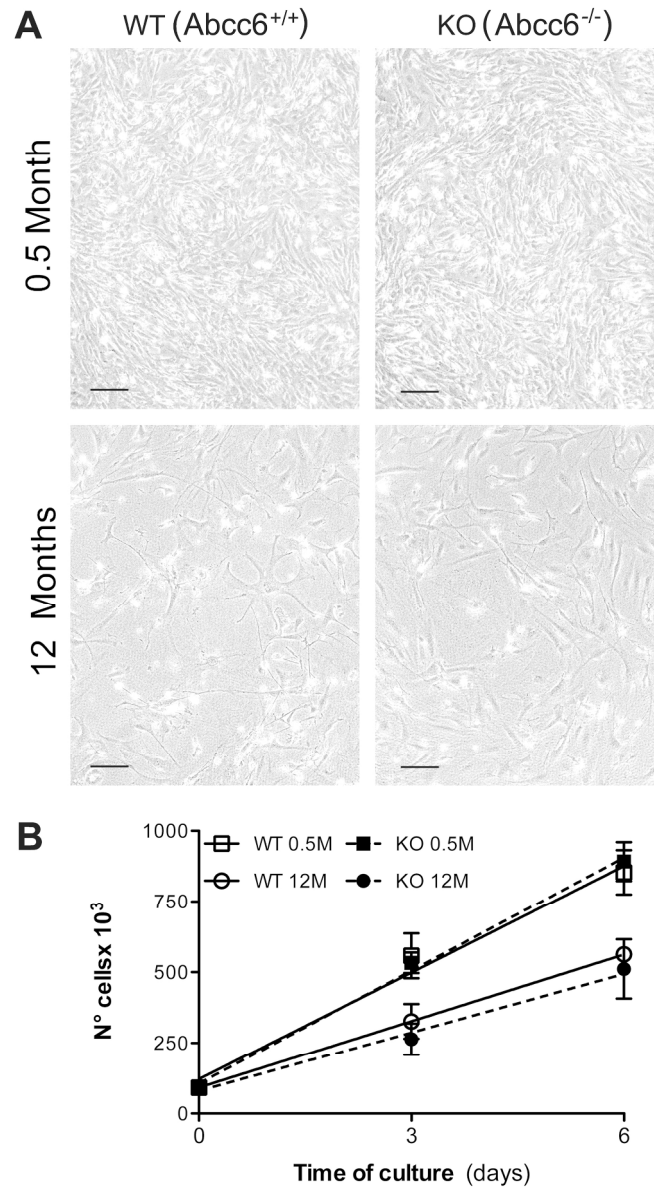 A
WT (Abcc6+/+)
KO (Abcc6-/-)
0.5 Month
12 Months
B
1000
750
500
250
0
N° cellsx 10³
WT 0.5M
KO 0.5M
WT 12M
KO 12M
0
3
6
Time of culture (days)